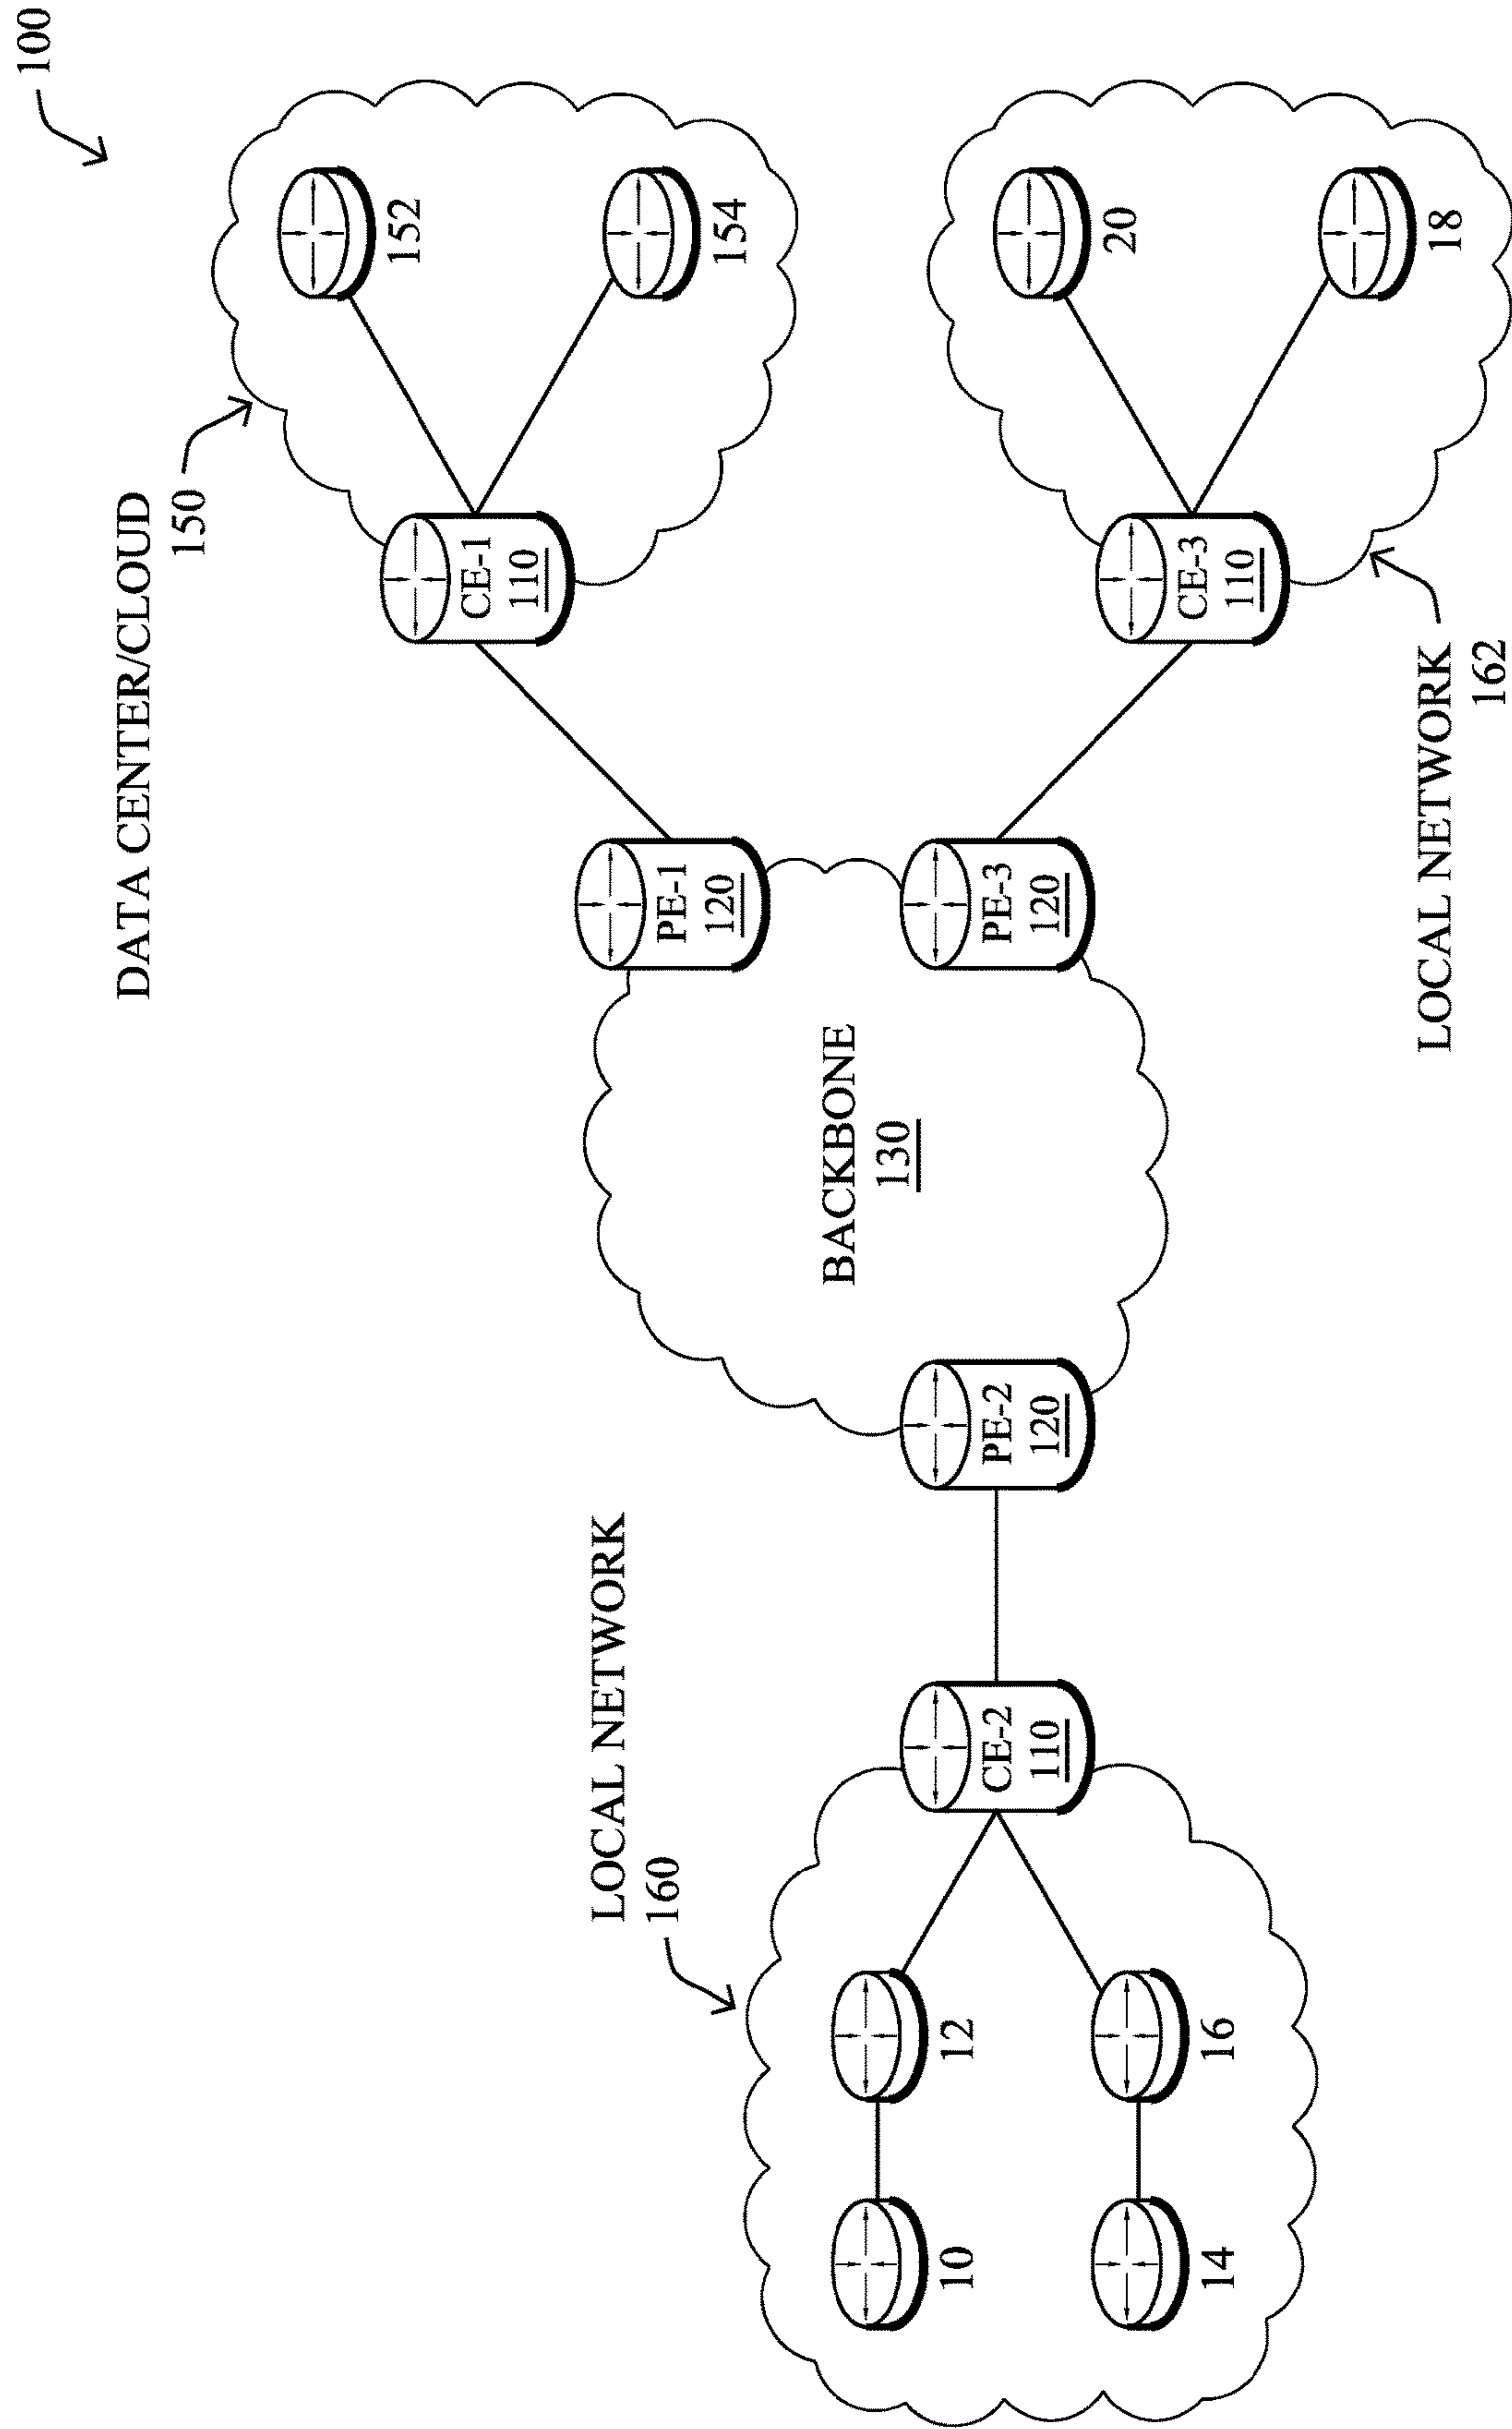 100
DATA CENTER/CLOUD
150
152
154
CE-1
110
PE-1
120
LOCAL NETWORK
160
BACKBONE
130
10
12
14
16
CE-2
110
PE-2
120
PE-3
120
CE-3
110
20
18
LOCAL NETWORK
162